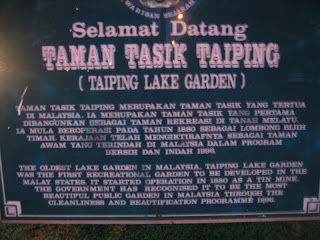 WARISAN SEJARAH
Selamat Datang
TAMAN TASIK TAIPING
( TAIPING LAKE GARDEN )
TAMAN TASIK TAIPING MERUPAKAN TAMAN TASIK YANG TERTUA
DI MALAYSIA. IA MERUPAKAN TAMAN YANG PERTAMA
DIBANGUNKAN SEBAGAI TAMAN REKREASI DI TANAH MELAYU.
IA MULA BEROPERASI PADA TAHUN 1880 SEBAGAI LOMBONG BIJIH
TIMAH. KERAJAAN TELAH MENGIKTIRAFNYA SEBAGAI TAMAN
AWAM YANG TERINDAH DI MALAYSIA DALAM PROGRAM
BERSIH DAN INDAH 1996.
THE OLDEST LAKE GARDEN IN MALAYSIA, TAIPING LAKE GARDEN
WAS THE FIRST RECREATIONAL GARDEN TO BE DEVELOPED IN THE
MALAY STATES. IT STARTED OPERATION IN 1880 AS A TIN MINE.
THE GOVERNMENT HAS RECOGNISED IT TO BE THE MOST
BEAUTIFUL PUBLIC GARDEN IN MALAYSIA THROUGH THE
CLEANLINESS AND BEAUTIFICATION PROGRAMME 1996.